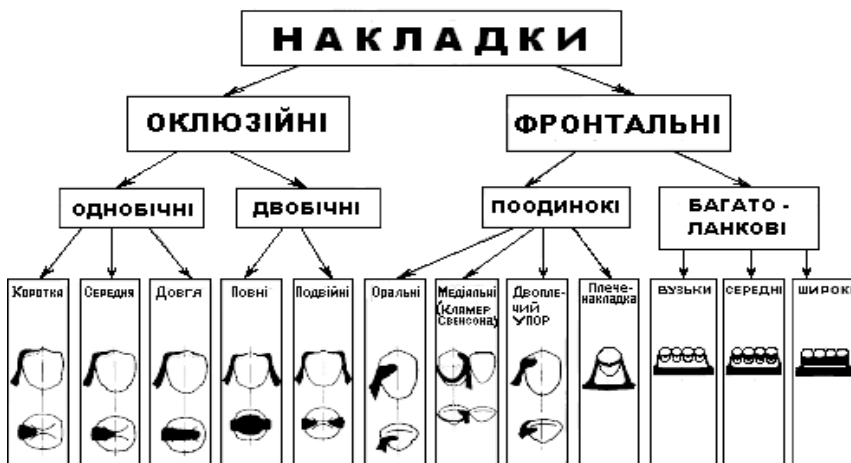 НАКЛАДКИ
ОКЛЮЗІЙНІ
ФРОНТАЛЬНІ
ОДНОБІЧНІ
ДВОБІЧНІ
ПООДИНОКІ
БАГАТО-
ЛАНКОВІ
Коротка
Середня
Довга
Повні
Подвійні
Оральні
Медіальні
(Клямер
Свенсона)
Двопле-
чий
упор
Плече-
накладка
ВУЗЬКИ
СЕРЕДНІ
ШИРОКІ